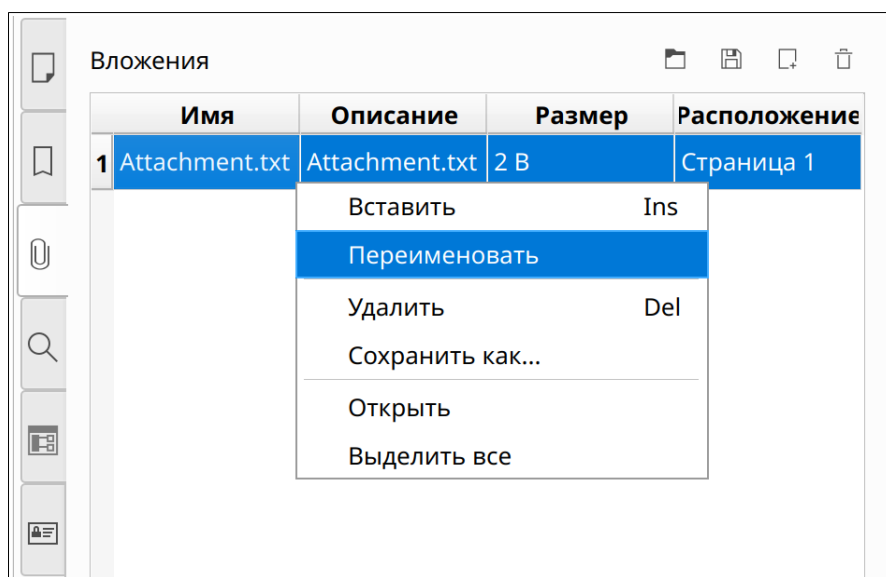 Вложения
Имя Описание Размер Расположение
1 Attachment.txt Attachment.txt 2 B Страница 1
Вставить Ins
Переименовать
Удалить Del
Сохранить как...
Открыть
Выделить все